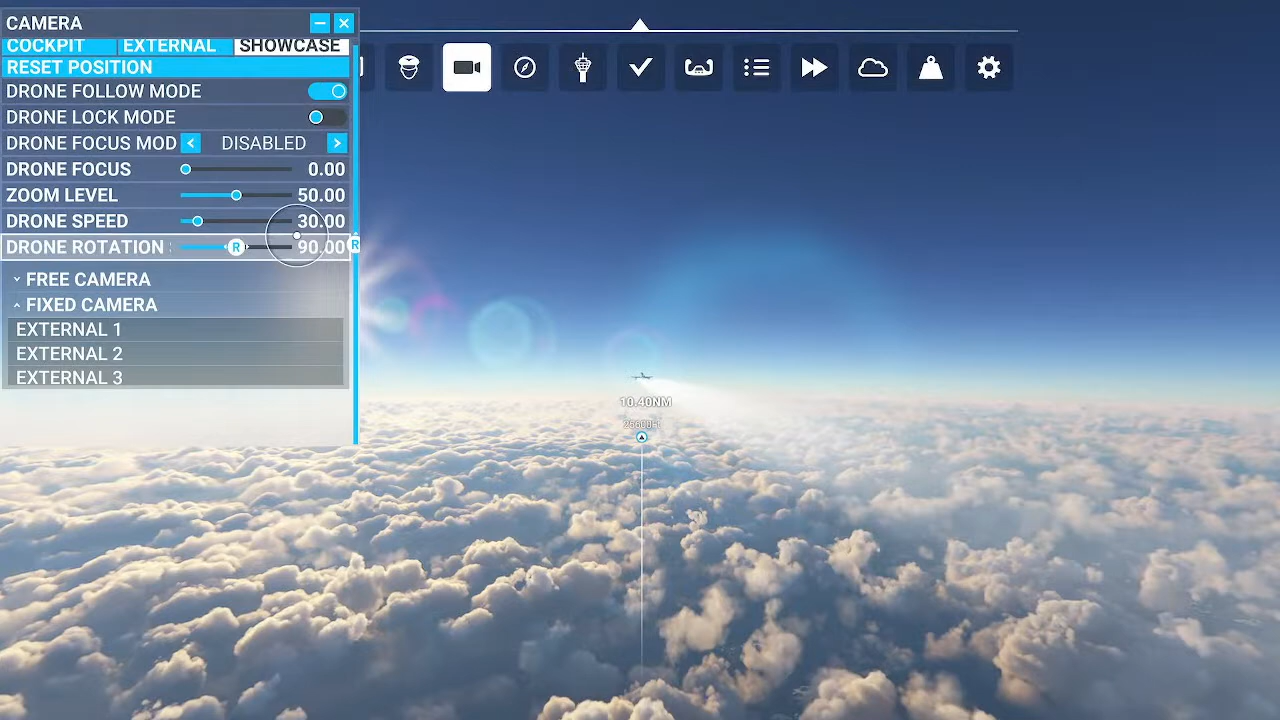 CAMERA
COCKPIT EXTERNAL SHOWCASE
RESET POSITION
DRONE FOLLOW MODE
DRONE LOCK MODE
DRONE FOCUS MOD < DISABLED >
DRONE FOCUS 0.00
ZOOM LEVEL 50.00
DRONE SPEED 30.00
DRONE ROTATION R 90.00 R
FREE CAMERA
FIXED CAMERA
EXTERNAL 1
EXTERNAL 2
EXTERNAL 3
10.40NM